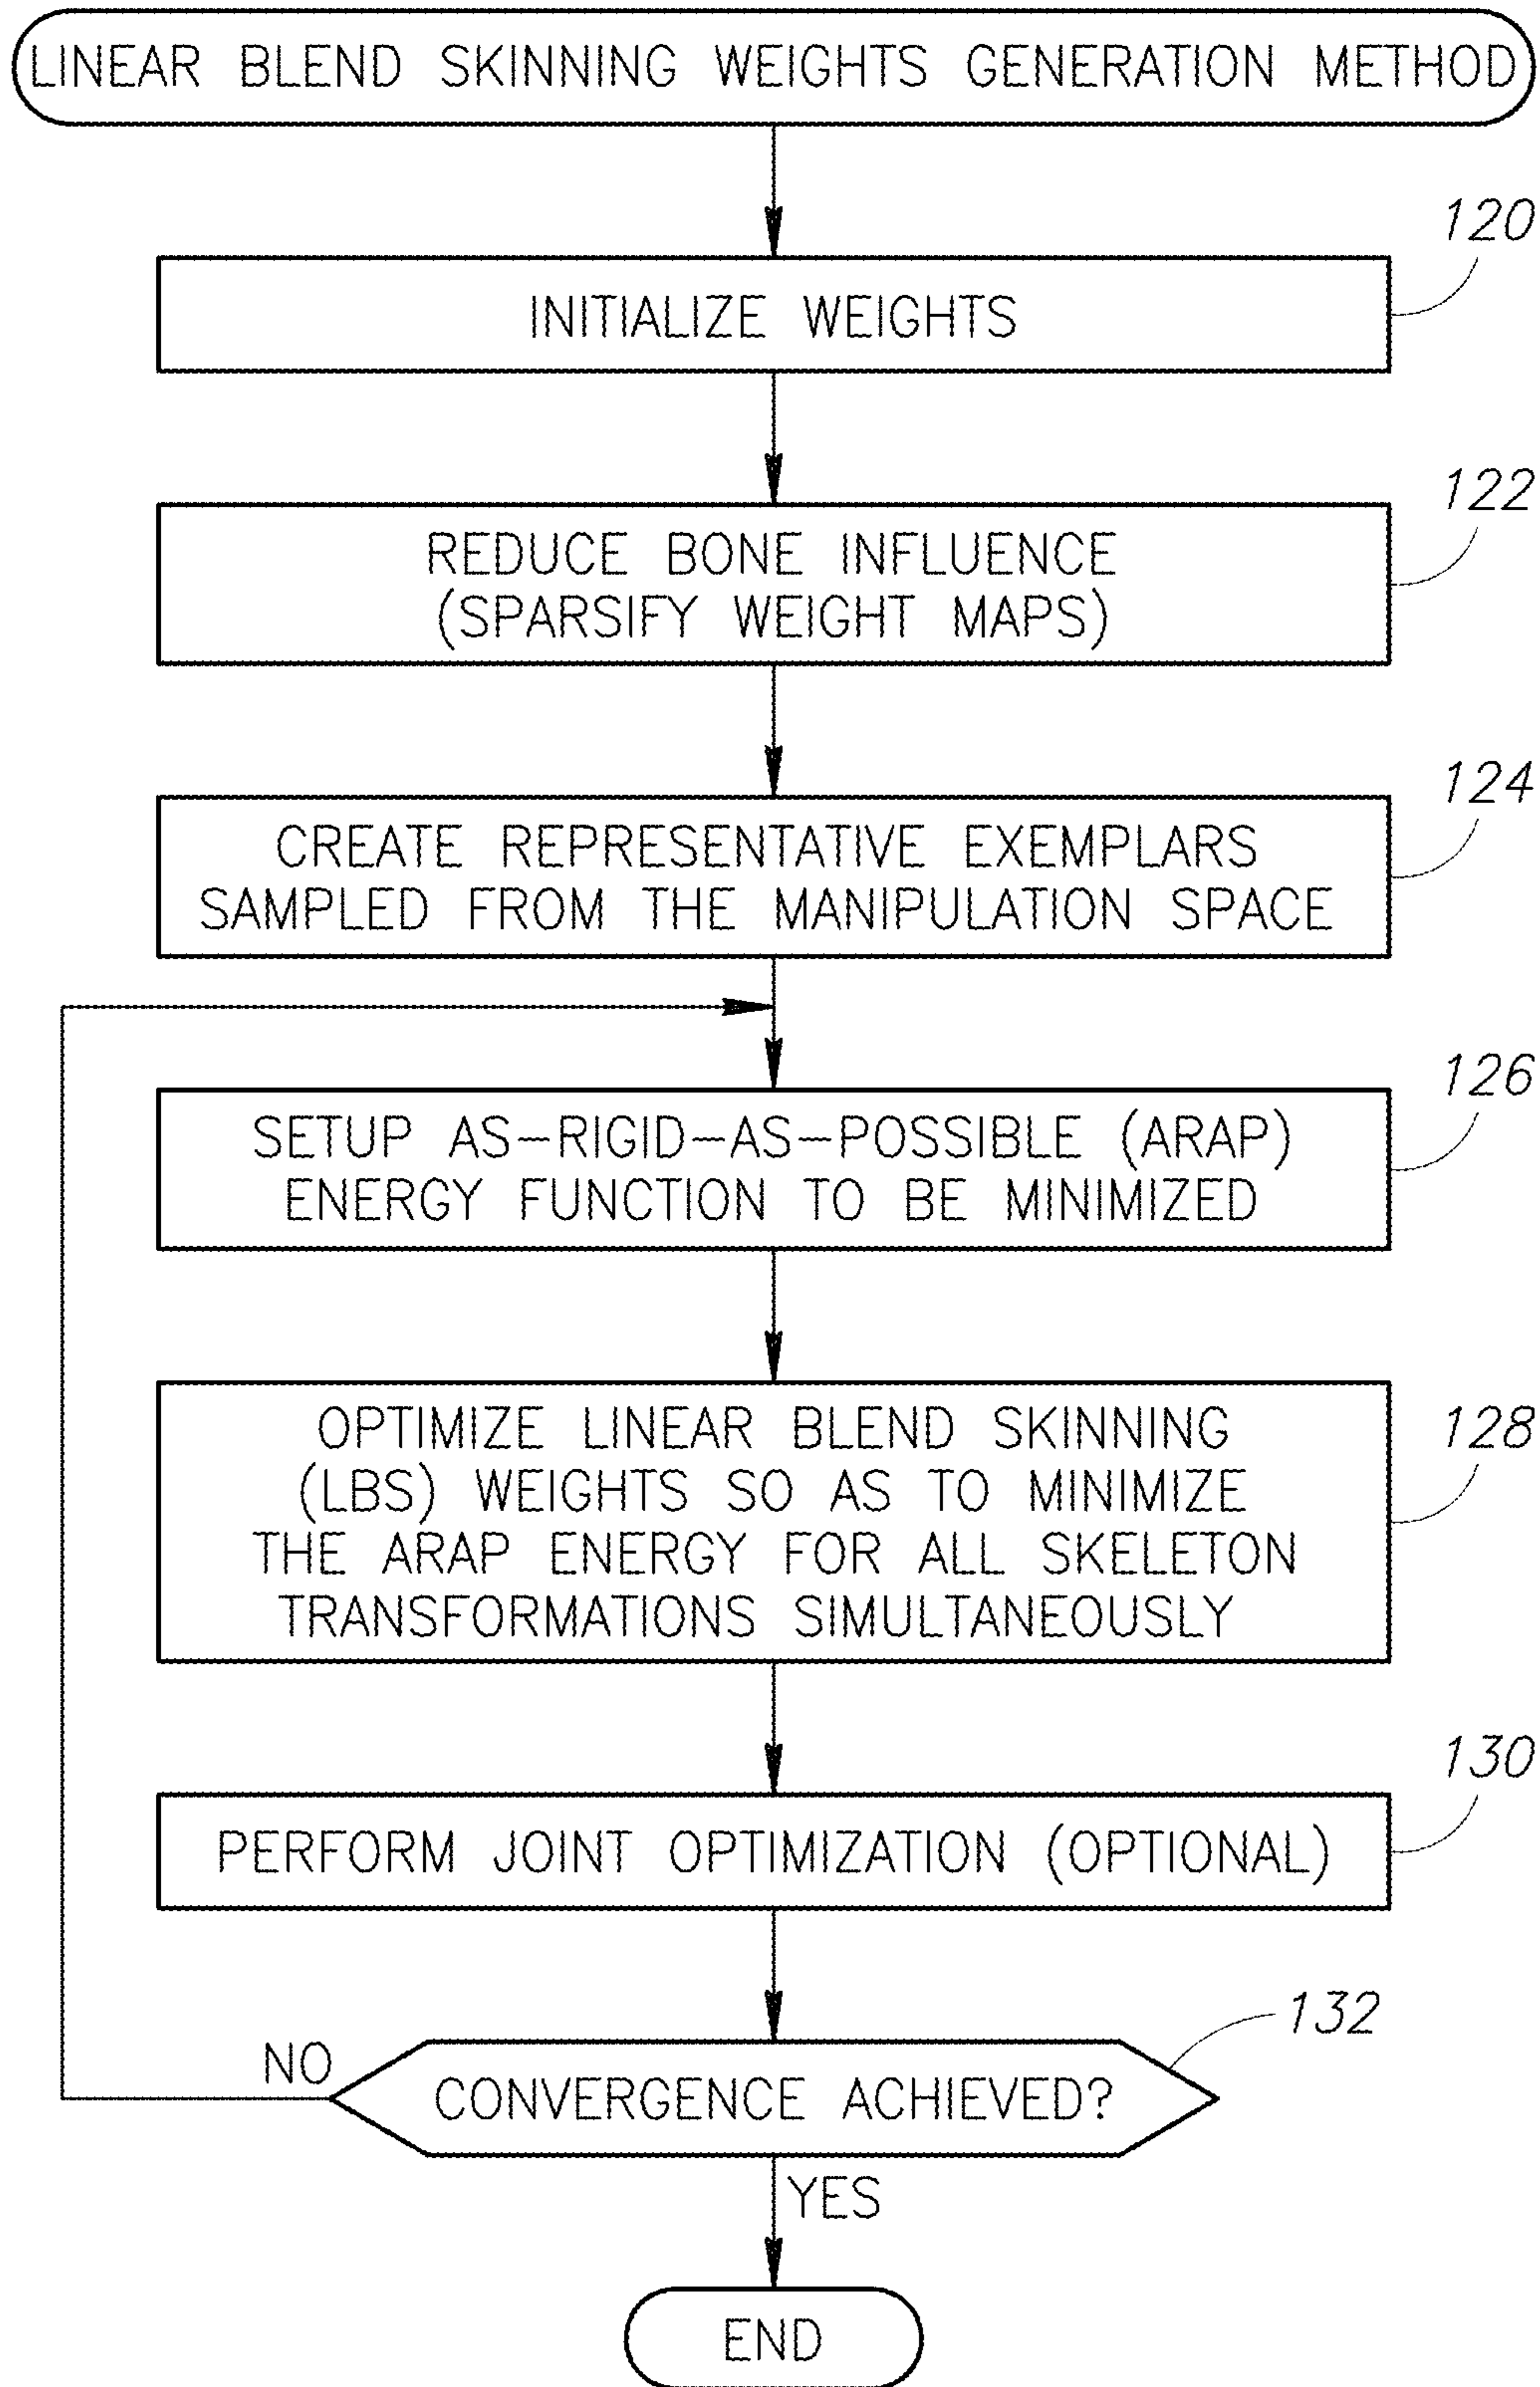 LINEAR BLEND SKINNING WEIGHTS GENERATION METHOD
120
INITIALIZE WEIGHTS
122
REDUCE BONE INFLUENCE
(SPARSIFY WEIGHT MAPS)
124
CREATE REPRESENTATIVE EXEMPLARS
SAMPLED FROM THE MANIPULATION SPACE
126
SETUP AS-RIGID-AS-POSSIBLE (ARAP)
ENERGY FUNCTION TO BE MINIMIZED
128
OPTIMIZE LINEAR BLEND SKINNING
(LBS) WEIGHTS SO AS TO MINIMIZE
THE ARAP ENERGY FOR ALL SKELETON
TRANSFORMATIONS SIMULTANEOUSLY
130
PERFORM JOINT OPTIMIZATION (OPTIONAL)
132
NO
CONVERGENCE ACHIEVED?
YES
END